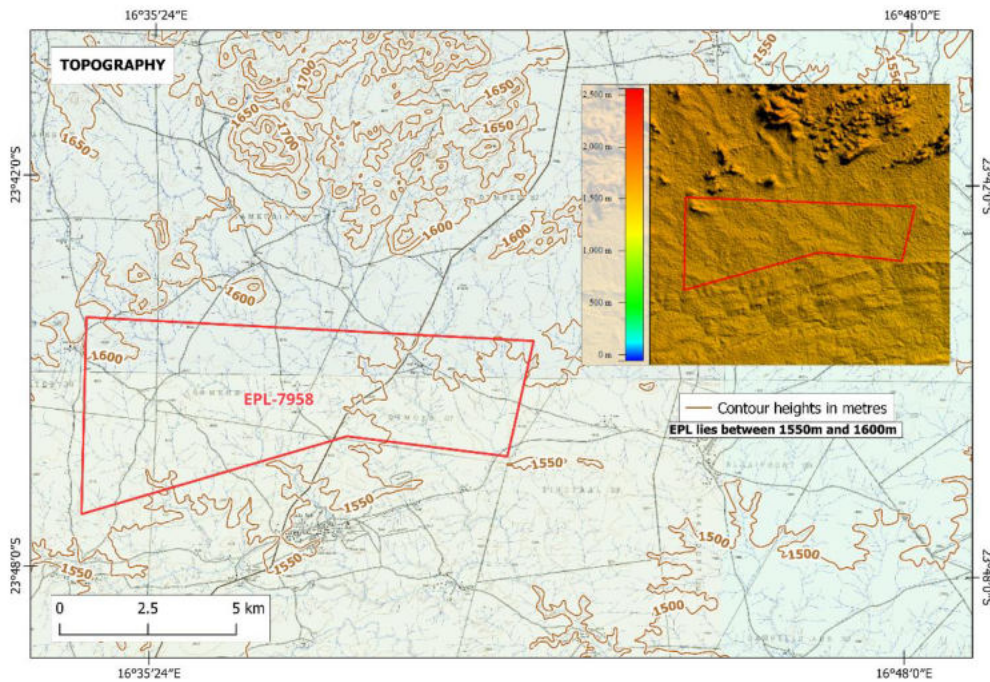 16°35′24″E
16°48′0″E
TOPOGRAPHY
1700
1550
1550
1650
1650
1700
1650
1650
2,500 m
2,000 m
1,500 m
1,000 m
500 m
0 m
23°42′0″S
23°42′0″S
1600
1600
1600
1600
EPL-7958
Contour heights in metres
EPL lies between 1550m and 1600m
1550
1550
1550
1550
1500
1500
1500
23°48′0″S
23°48′0″S
0
2.5
5 km
16°35′24″E
16°48′0″E